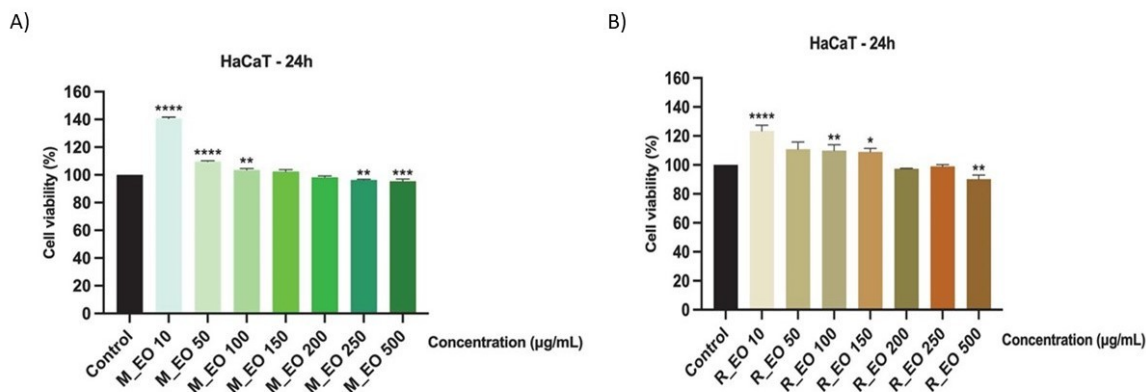 A)
HaCaT - 24h
Cell viability (%)
160
140
120
100
80
60
40
20
0
****
****
**
**
***
Control
M_EO 10
M_EO 50
M_EO 100
M_EO 150
M_EO 200
M_EO 250
M_EO 500
Concentration (µg/mL)
B)
HaCaT - 24h
Cell viability (%)
160
140
120
100
80
60
40
20
0
****
**
*
**
Control
R_EO 10
R_EO 50
R_EO 100
R_EO 150
R_EO 200
R_EO 250
R_EO 500
Concentration (µg/mL)